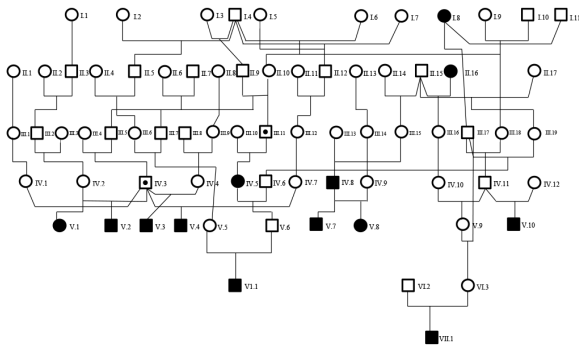 I.1 I.2 I.3 I.4 I.5 I.6 I.7 I.8 I.9 I.10 I.11
II.1 II.2 II.3 II.4 II.5 II.6 II.7 II.8 II.9 II.10 II.11 II.12 II.13 II.14 II.15 II.16 II.17
III.1 III.2 III.3 III.4 III.5 III.6 III.7 III.8 III.9 III.10 III.11 III.12 III.13 III.14 III.15 III.16 III.17 III.18 III.19
IV.1 IV.2 IV.3 IV.4 IV.5 IV.6 IV.7 IV.8 IV.9 IV.10 IV.11 IV.12
V.1 V.2 V.3 V.4 V.5 V.6 V.7 V.8 V.9 V.10
V1.1 VI.2 VI.3
VII.1